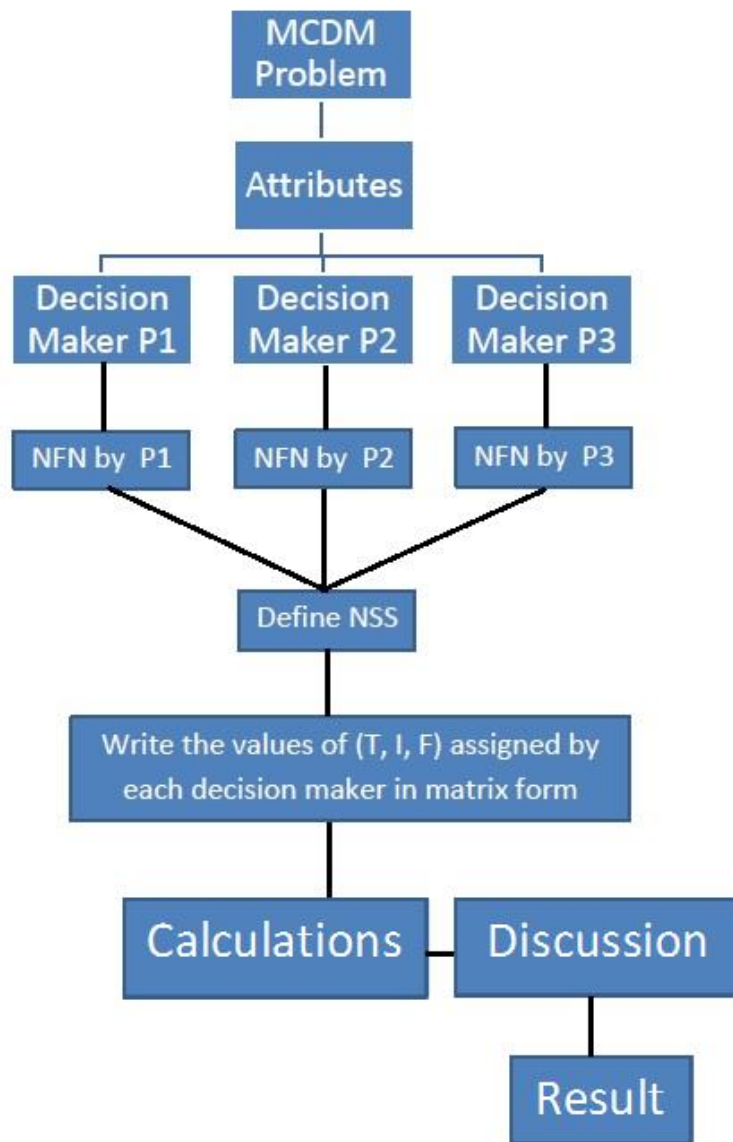 MCDM
Problem
Attributes
Decision
Maker P1
Decision
Maker P2
Decision
Maker P3
NFN by P1
NFN by P2
NFN by P3
Define NSS
Write the values of (T, I, F) assigned by
each decision maker in matrix form
Calculations
Discussion
Result